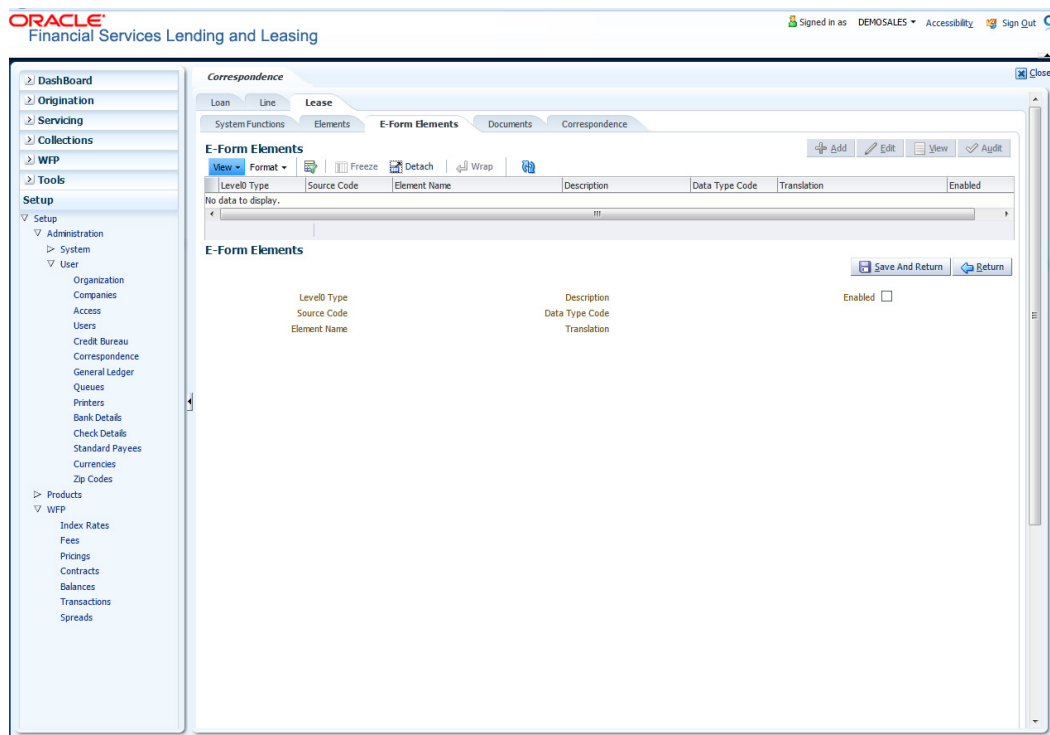 ORACLE
Financial Services Lending and Leasing
Signed in as DEMOSALES Accessibility Sign Out
DashBoard
Origination
Servicing
Collections
WFP
Tools
Setup
Setup
Administration
System
User
Organization
Companies
Access
Users
Credit Bureau
Correspondence
General Ledger
Queues
Printers
Bank Details
Check Details
Standard Payees
Currencies
Zip Codes
Products
WFP
Index Rates
Fees
Pricings
Contracts
Balances
Transactions
Spreads
Correspondence
Close
Loan Line Lease
System Functions Elements E-Form Elements Documents Correspondence
E-Form Elements
Add Edit View Audit
View Format Freeze Detach Wrap
Level0 Type Source Code Element Name Description Data Type Code Translation Enabled
No data to display.
E-Form Elements
Save And Return Return
Level0 Type Description Enabled
Source Code Data Type Code
Element Name Translation